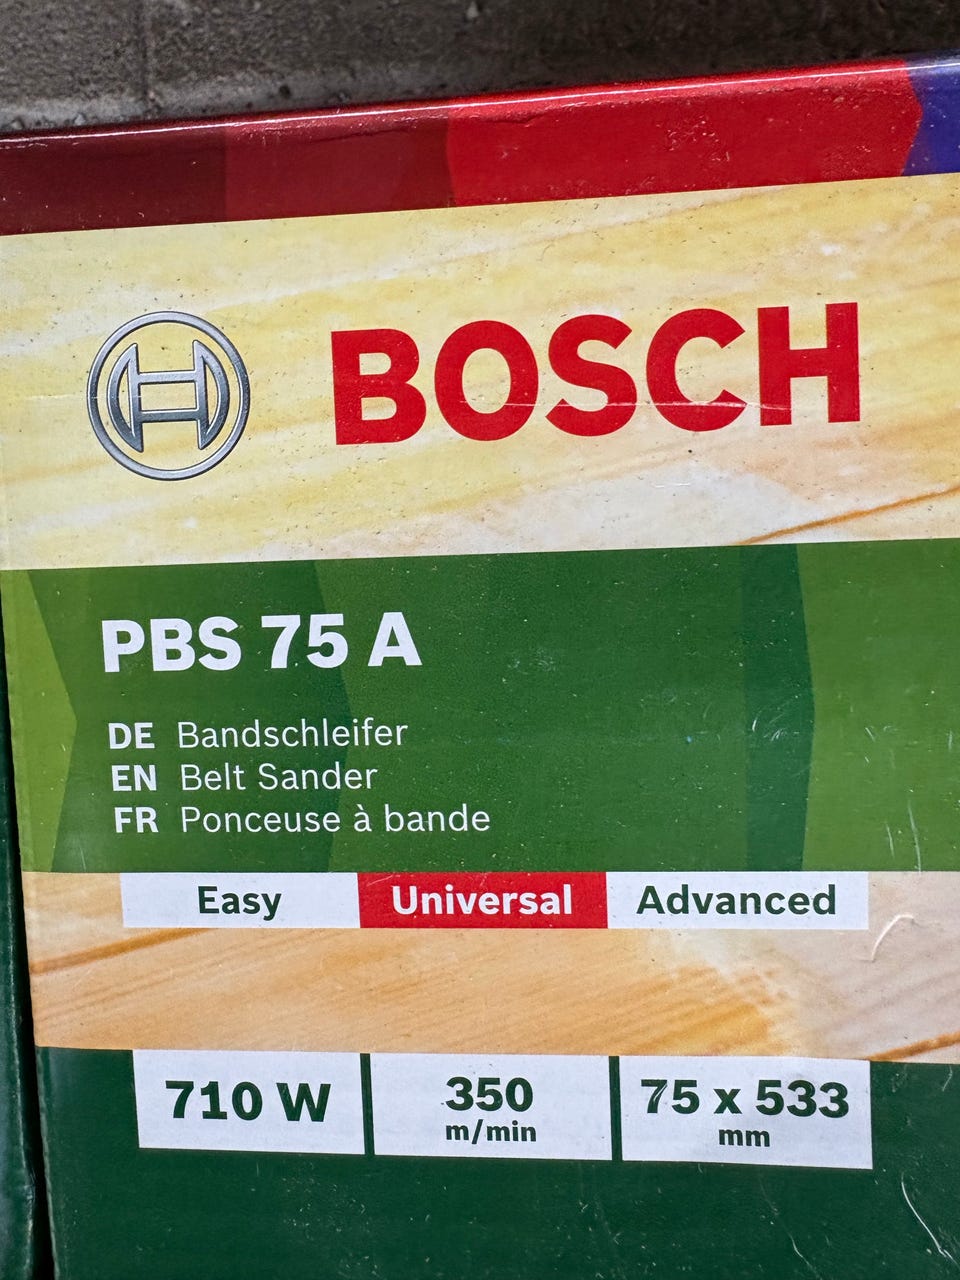 BOSCH
PBS 75 A
DE Bandschleifer
EN Belt Sander
FR Ponceuse à bande
Easy Universal Advanced
710 W 350 m/min 75 x 533 mm